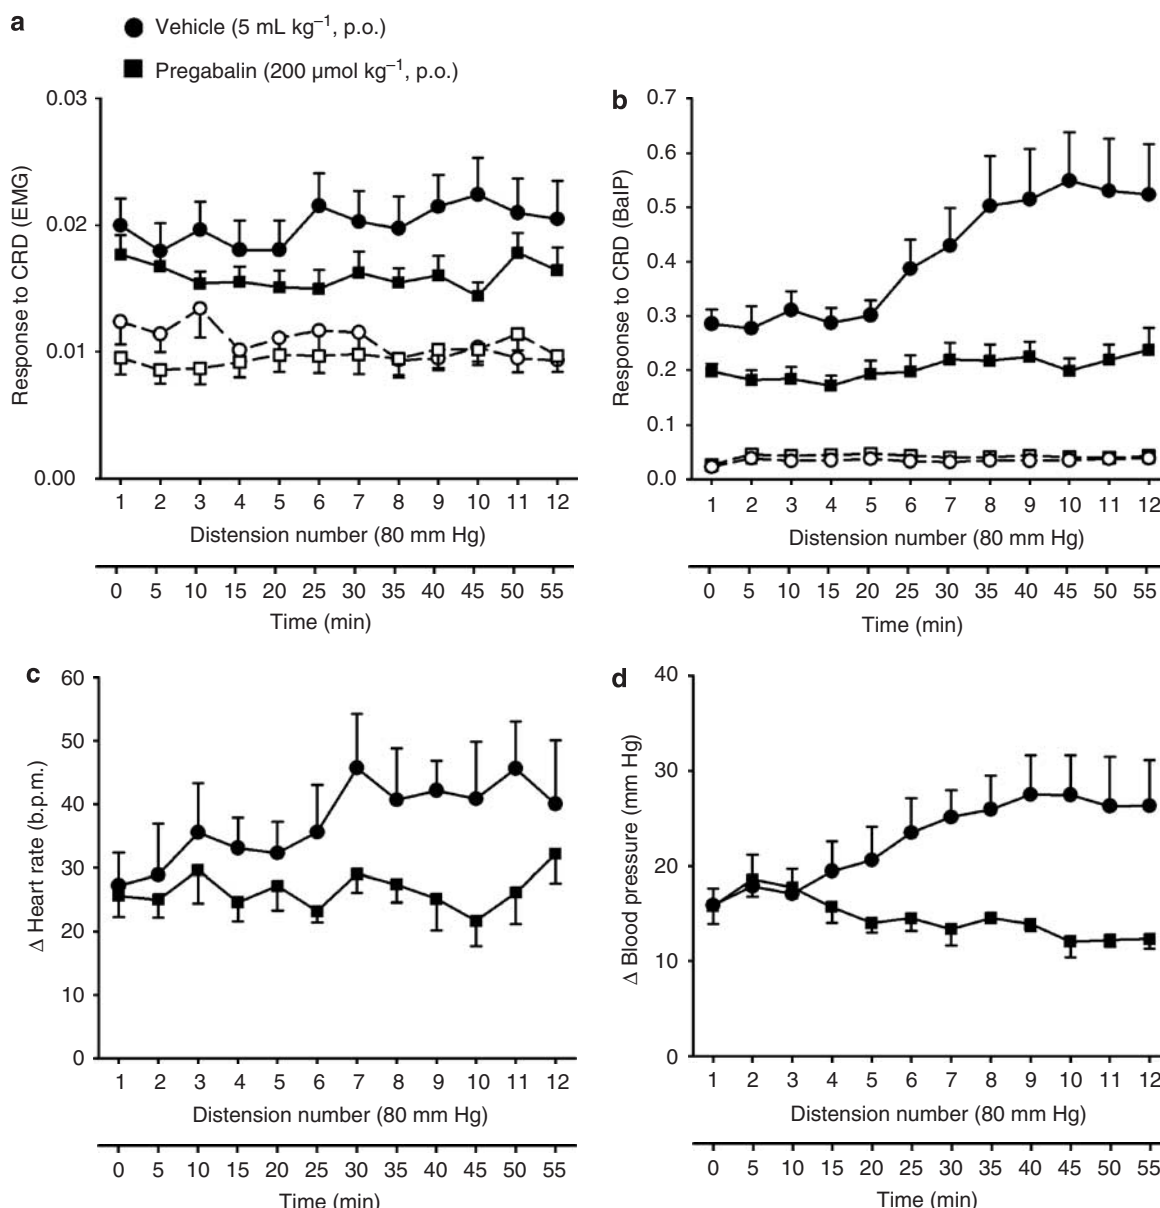 a
Vehicle (5 mL kg⁻¹, p.o.)
Pregabalin (200 µmol kg⁻¹, p.o.)
0.03
0.02
0.01
0.00
Response to CRD (EMG)
1 2 3 4 5 6 7 8 9 10 11 12
Distension number (80 mm Hg)
0 5 10 15 20 25 30 35 40 45 50 55
Time (min)
b
0.7
0.6
0.5
0.4
0.3
0.2
0.1
0.0
Response to CRD (BalP)
1 2 3 4 5 6 7 8 9 10 11 12
Distension number (80 mm Hg)
0 5 10 15 20 25 30 35 40 45 50 55
Time (min)
c
60
50
40
30
20
10
0
Δ Heart rate (b.p.m.)
1 2 3 4 5 6 7 8 9 10 11 12
Distension number (80 mm Hg)
0 5 10 15 20 25 30 35 40 45 50 55
Time (min)
d
40
30
20
10
0
Δ Blood pressure (mm Hg)
1 2 3 4 5 6 7 8 9 10 11 12
Distension number (80 mm Hg)
0 5 10 15 20 25 30 35 40 45 50 55
Time (min)